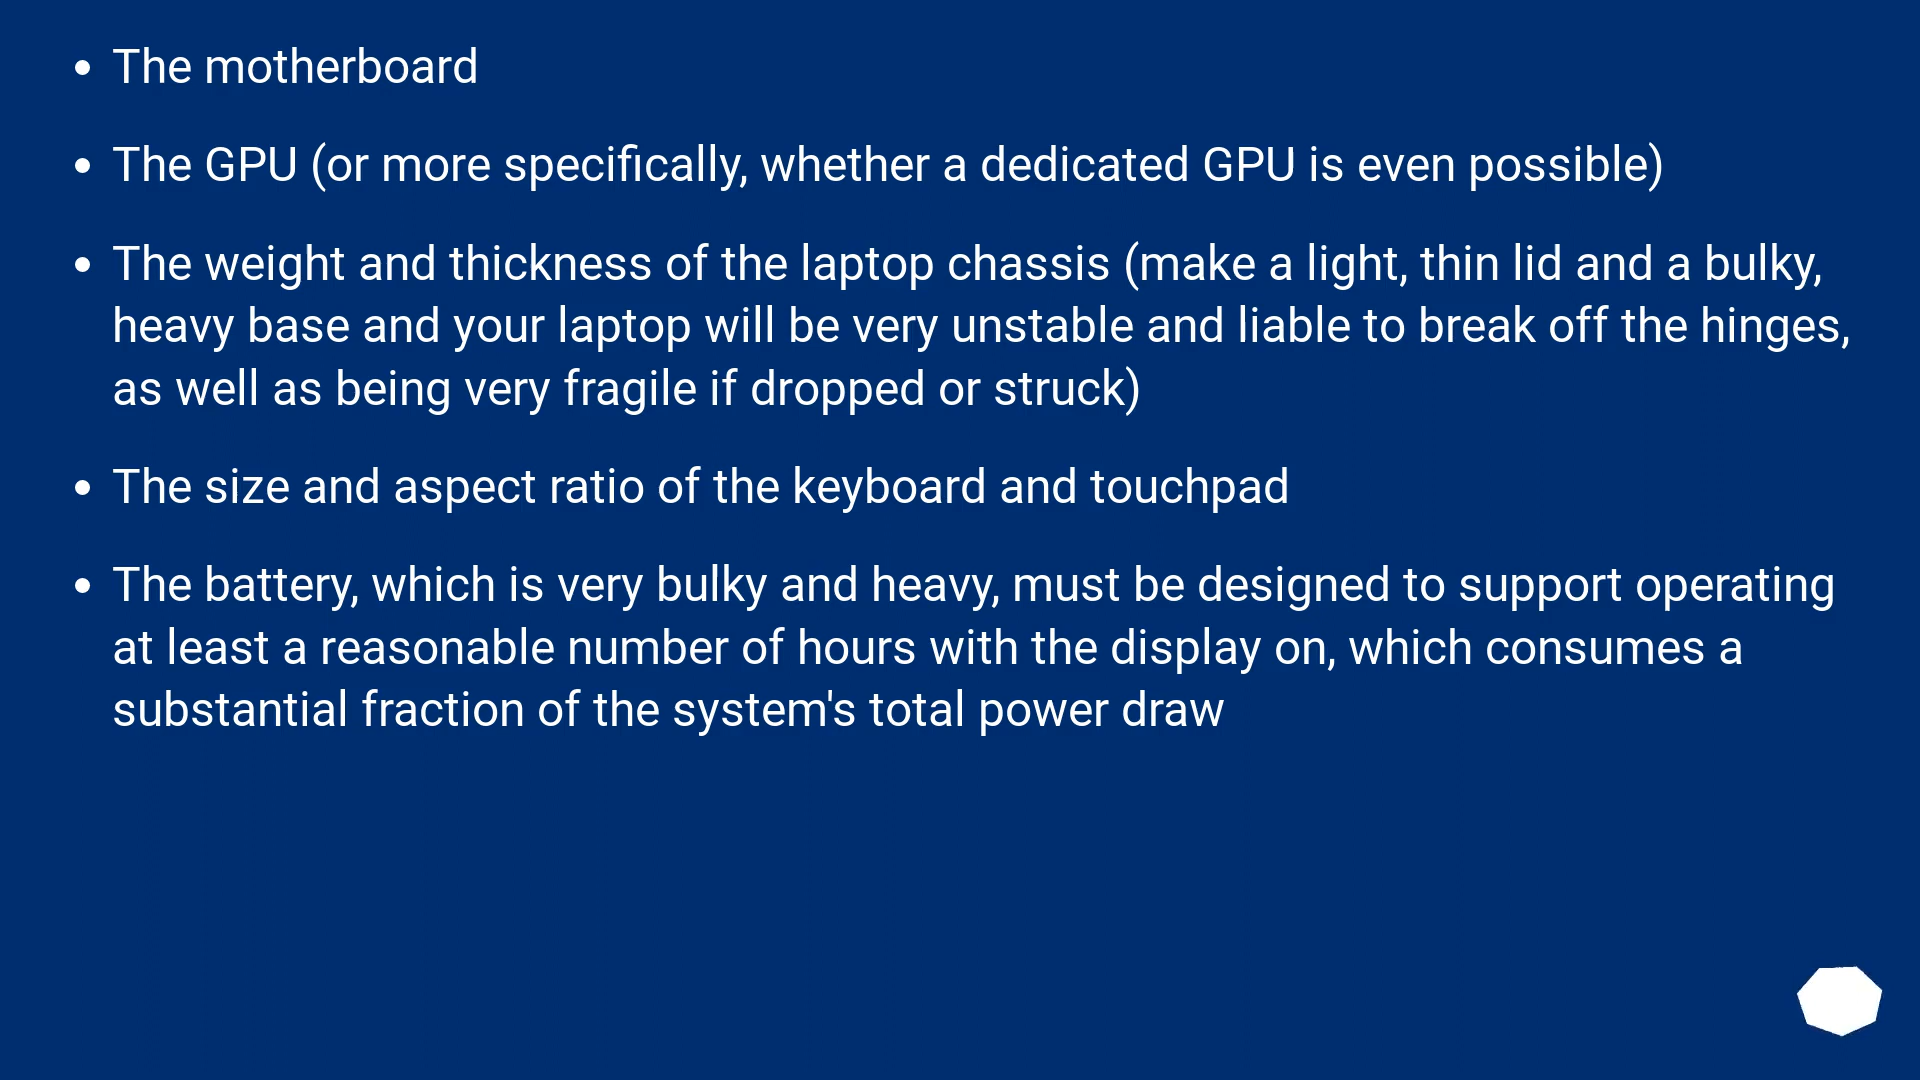 • The motherboard
• The GPU (or more specifically, whether a dedicated GPU is even possible)
• The weight and thickness of the laptop chassis (make a light, thin lid and a bulky,
heavy base and your laptop will be very unstable and liable to break off the hinges,
as well as being very fragile if dropped or struck)
• The size and aspect ratio of the keyboard and touchpad
• The battery, which is very bulky and heavy, must be designed to support operating
at least a reasonable number of hours with the display on, which consumes a
substantial fraction of the system's total power draw